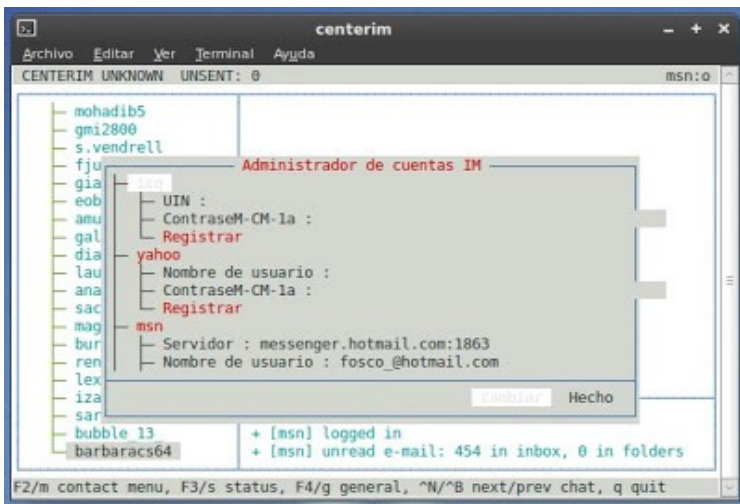 centerim
Archivo Editar Ver Terminal Ayuda
CENTERIM UNKNOWN UNSENT: 0 msn:o
mohadib5
gmi2800
s.vendrell
fju
gia
eob
amu
gal
dia
lau
ana
sac
mag
bur
ren
lex
iza
sar
bubble_13
barbaracs64
Administrador de cuentas IM
icq
UIN :
ContraseM-CM-1a :
Registrar
yahoo
Nombre de usuario :
ContraseM-CM-1a :
Registrar
msn
Servidor : messenger.hotmail.com:1863
Nombre de usuario : fosco_@hotmail.com
Cambiar Hecho
+ [msn] logged in
+ [msn] unread e-mail: 454 in inbox, 0 in folders
F2/m contact menu, F3/s status, F4/g general, ^N/^B next/prev chat, q quit